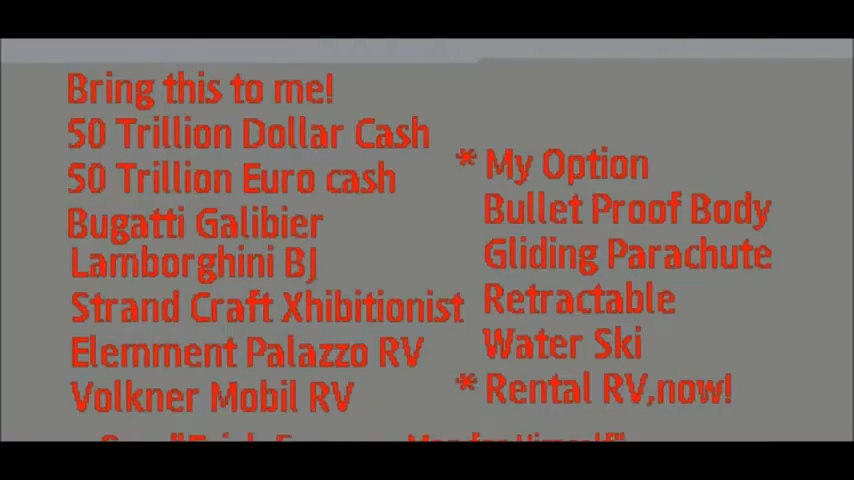 Bring this to me!
50 Trillion Dollar Cash
50 Trillion Euro cash
Bugatti Galibier
Lamborghini BJ
Strand Craft Xhibitionist
Elemment Palazzo RV
Volkner Mobil RV
* My Option
Bullet Proof Body
Gliding Parachute
Retractable
Water Ski
* Rental RV,now!